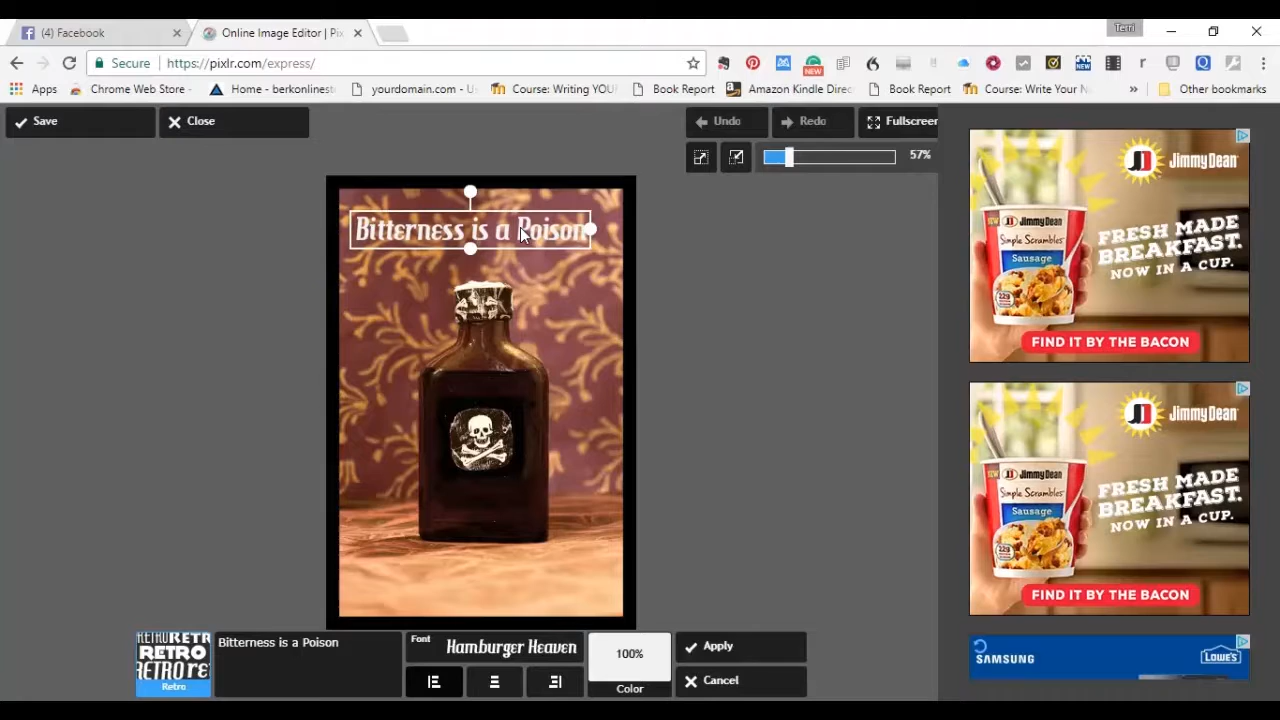 (4) Facebook
Online Image Editor | Pix
Terri
Secure
https://pixlr.com/express/
NEW
NEW
Apps
Chrome Web Store -
Home - berkonlinest
yourdomain.com - U
Course: Writing YOU
Book Report
Amazon Kindle Direc
Book Report
Course: Write Your N
Other bookmarks
Save
Close
Undo
Redo
Fullscreen
57%
Bitterness is a Poison
Jimmy Dean
FRESH MADE
BREAKFAST.
NOW IN A CUP.
Jimmy Dean
Simple Scrambles
Sausage
22g
FIND IT BY THE BACON
Jimmy Dean
FRESH MADE
BREAKFAST.
NOW IN A CUP.
Jimmy Dean
Simple Scrambles
Sausage
22g
FIND IT BY THE BACON
SAMSUNG
LOWE'S
RETRO
Retro
Bitterness is a Poison
Font
Hamburger Heaven
100%
Color
Apply
Cancel